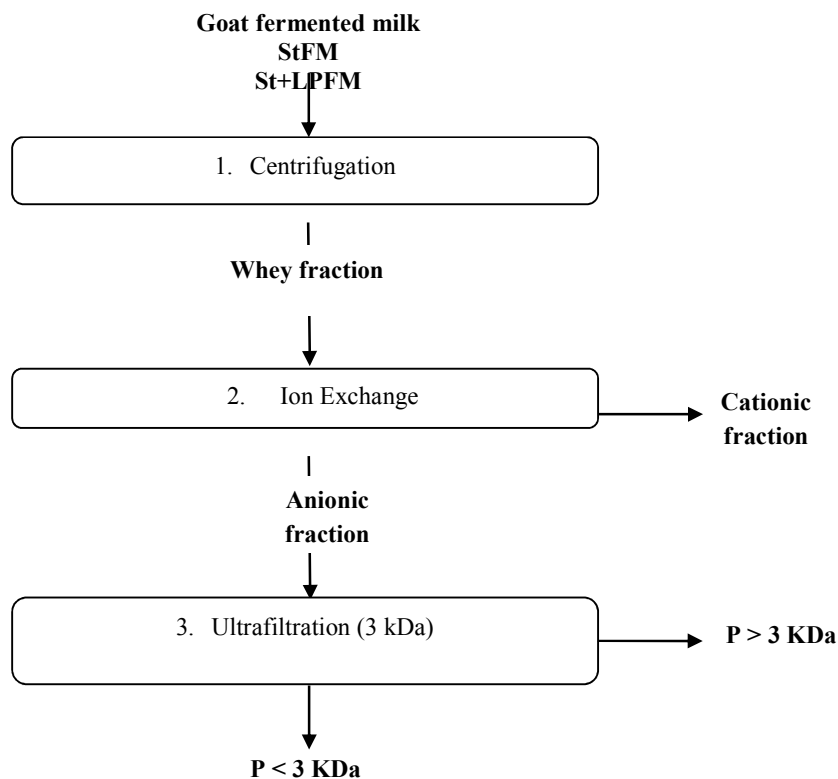 Goat fermented milk
StFM
St+LPFM
1. Centrifugation
Whey fraction
2. Ion Exchange
Cationic
fraction
Anionic
fraction
3. Ultrafiltration (3 kDa)
P > 3 KDa
P < 3 KDa